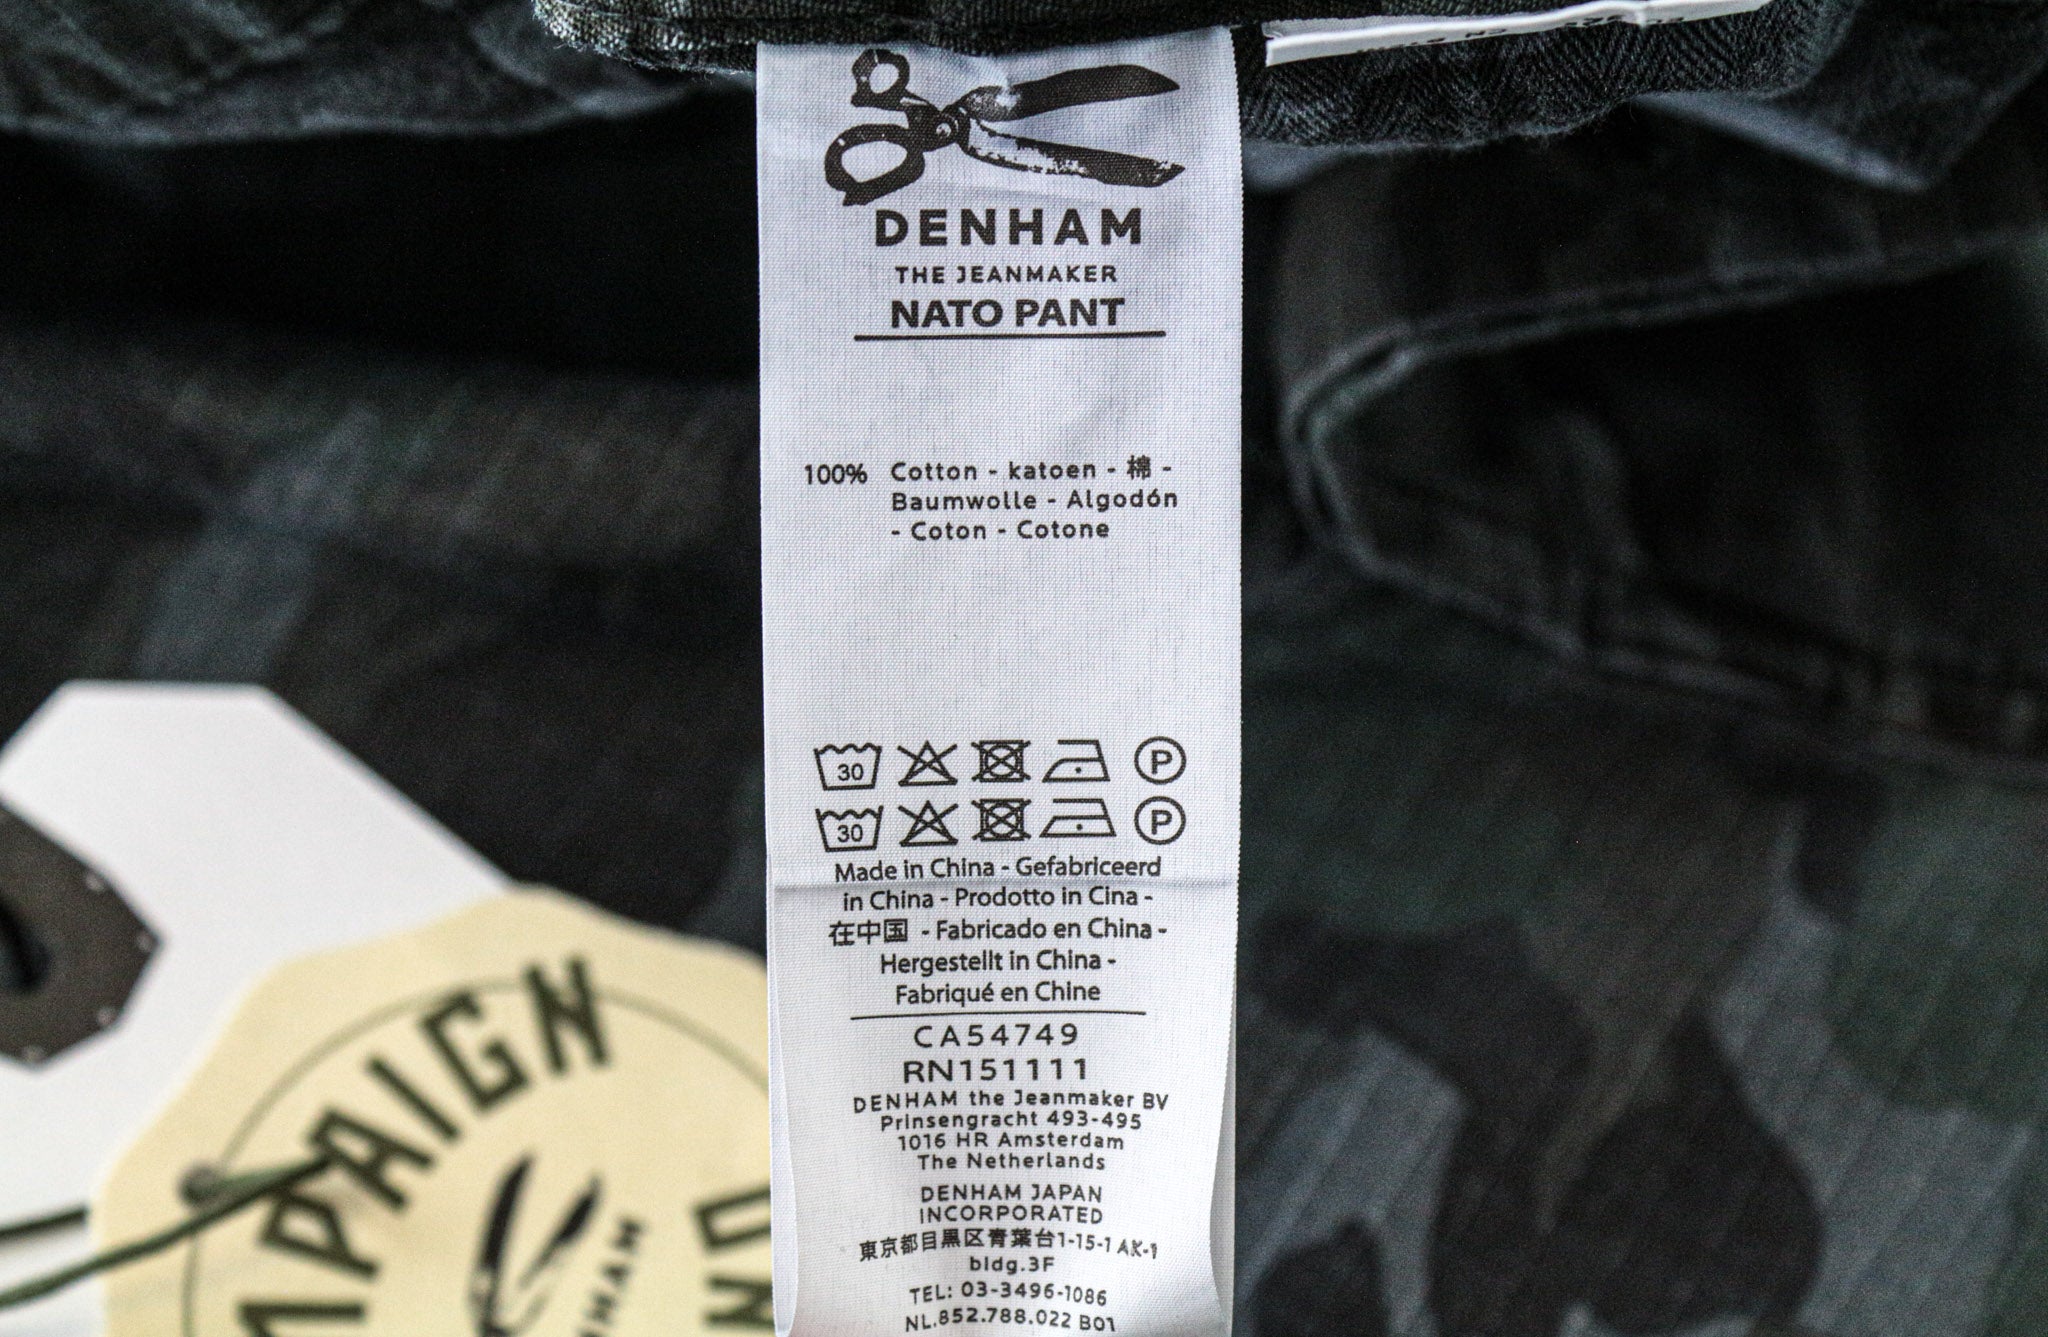 DENHAM
THE JEANMAKER
NATO PANT
100% Cotton - katoen - 棉 -
Baumwolle - Algodón
- Coton - Cotone
30 P
30 P
Made in China - Gefabriceerd
in China - Prodotto in Cina -
在中国 - Fabricado en China -
Hergestellt in China -
Fabriqué en Chine
CA54749
RN151111
DENHAM the Jeanmaker BV
Prinsengracht 493-495
1016 HR Amsterdam
The Netherlands
DENHAM JAPAN
INCORPORATED
東京都目黒区青葉台1-15-1 AK-1
bldg.3F
TEL: 03-3496-1086
NL.852.788.022 B01